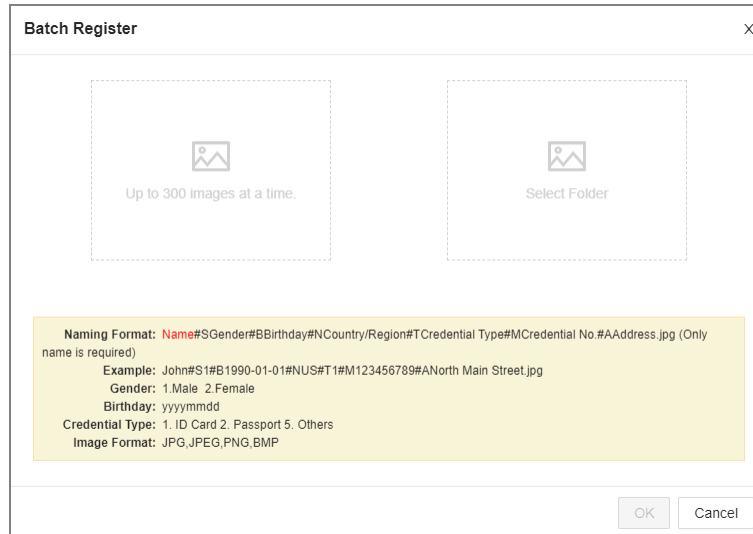 Batch Register
X
Up to 300 images at a time.
Select Folder
Naming Format: Name#SGender#BBirthday#NCountry/Region#TCredential Type#MCredential No.#AAddress.jpg (Only
name is required)
Example: John#S1#B1990-01-01#NUS#T1#M123456789#ANorth Main Street.jpg
Gender: 1.Male 2.Female
Birthday: yyyymmdd
Credential Type: 1. ID Card 2. Passport 5. Others
Image Format: JPG,JPEG,PNG,BMP
OK
Cancel